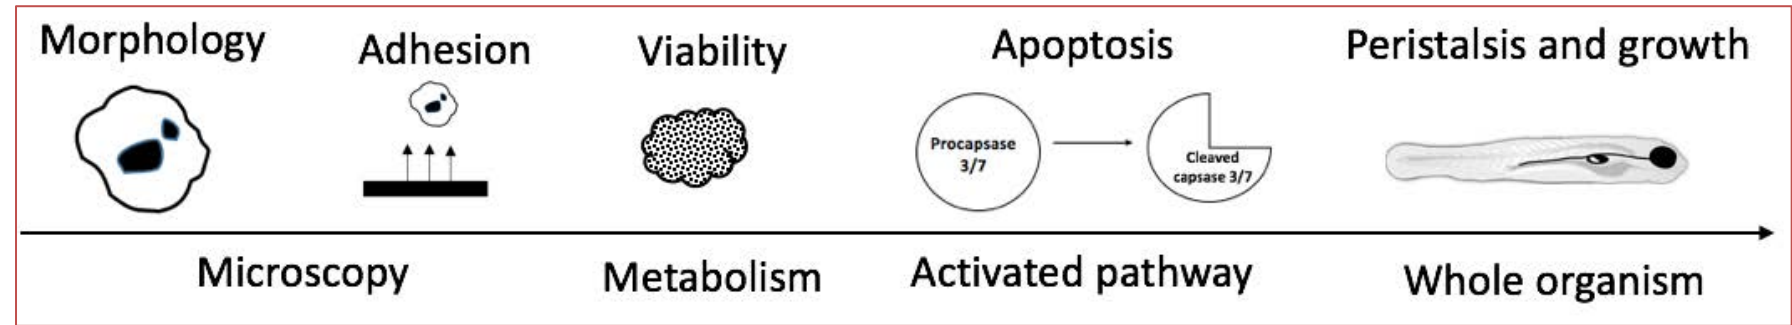 Morphology
Adhesion
Viability
Apoptosis
Peristalsis and growth
Procapsase
3/7
Cleaved
capsase 3/7
Microscopy
Metabolism
Activated pathway
Whole organism